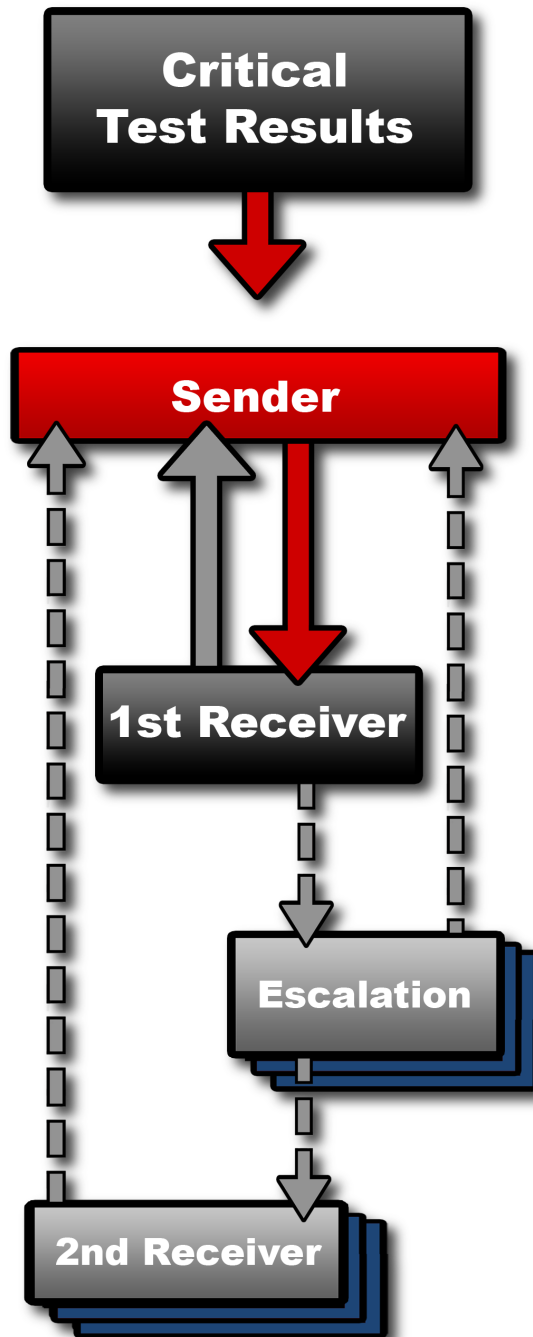 Critical
Test Results
Sender
1st Receiver
Escalation
2nd Receiver